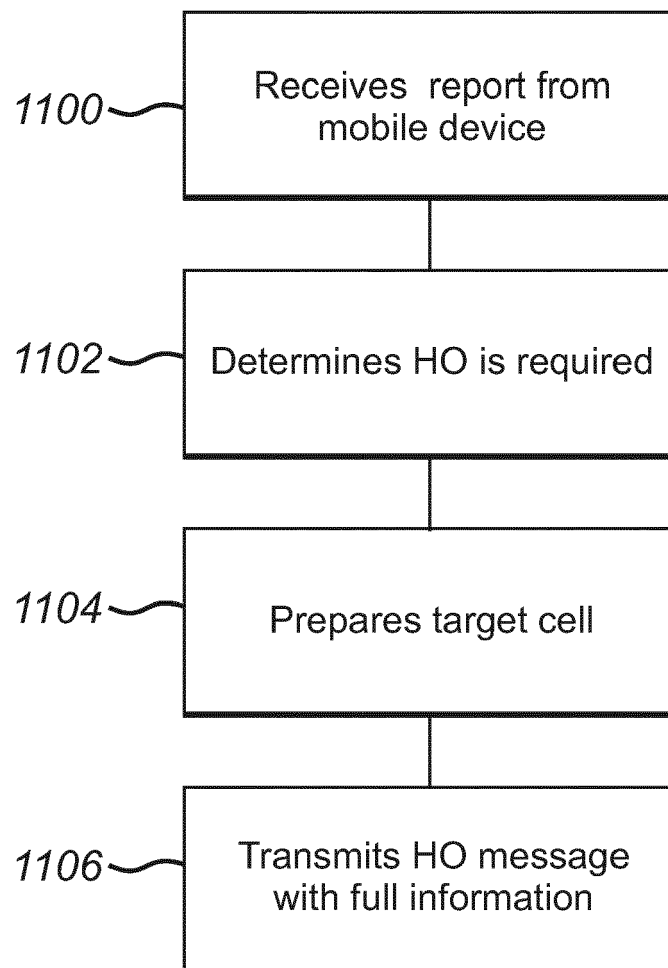 1100
Receives report from
mobile device
1102
Determines HO is required
1104
Prepares target cell
1106
Transmits HO message
with full information